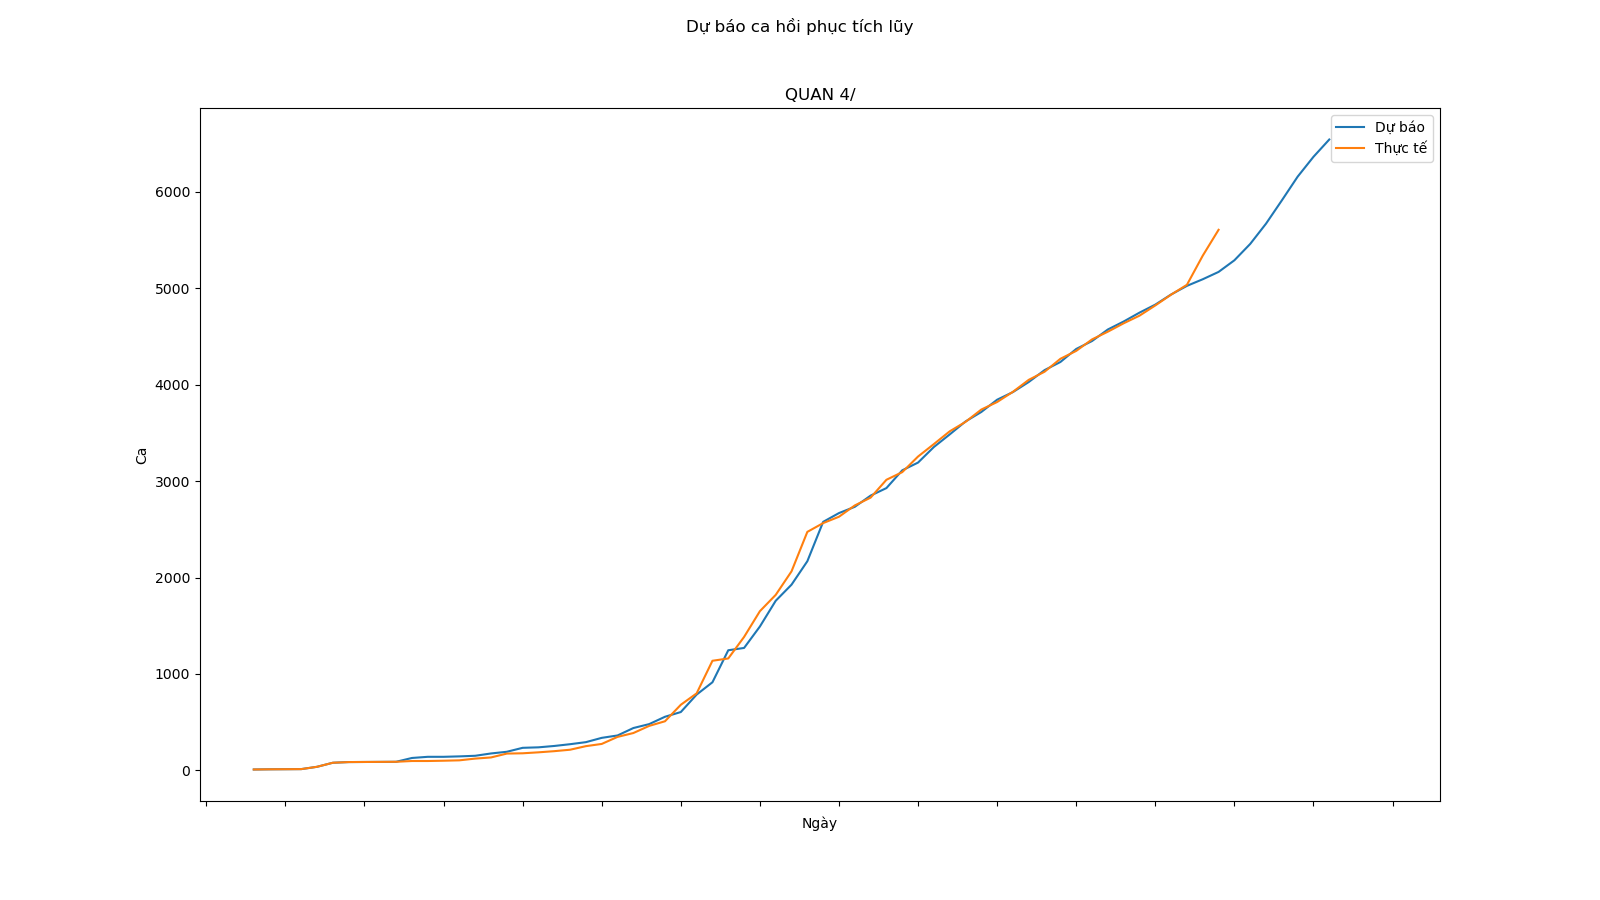 Dự báo ca hồi phục tích lũy
QUAN 4/
Dự báo
Thực tế
6000
5000
4000
3000
2000
1000
0
Ca
Ngày